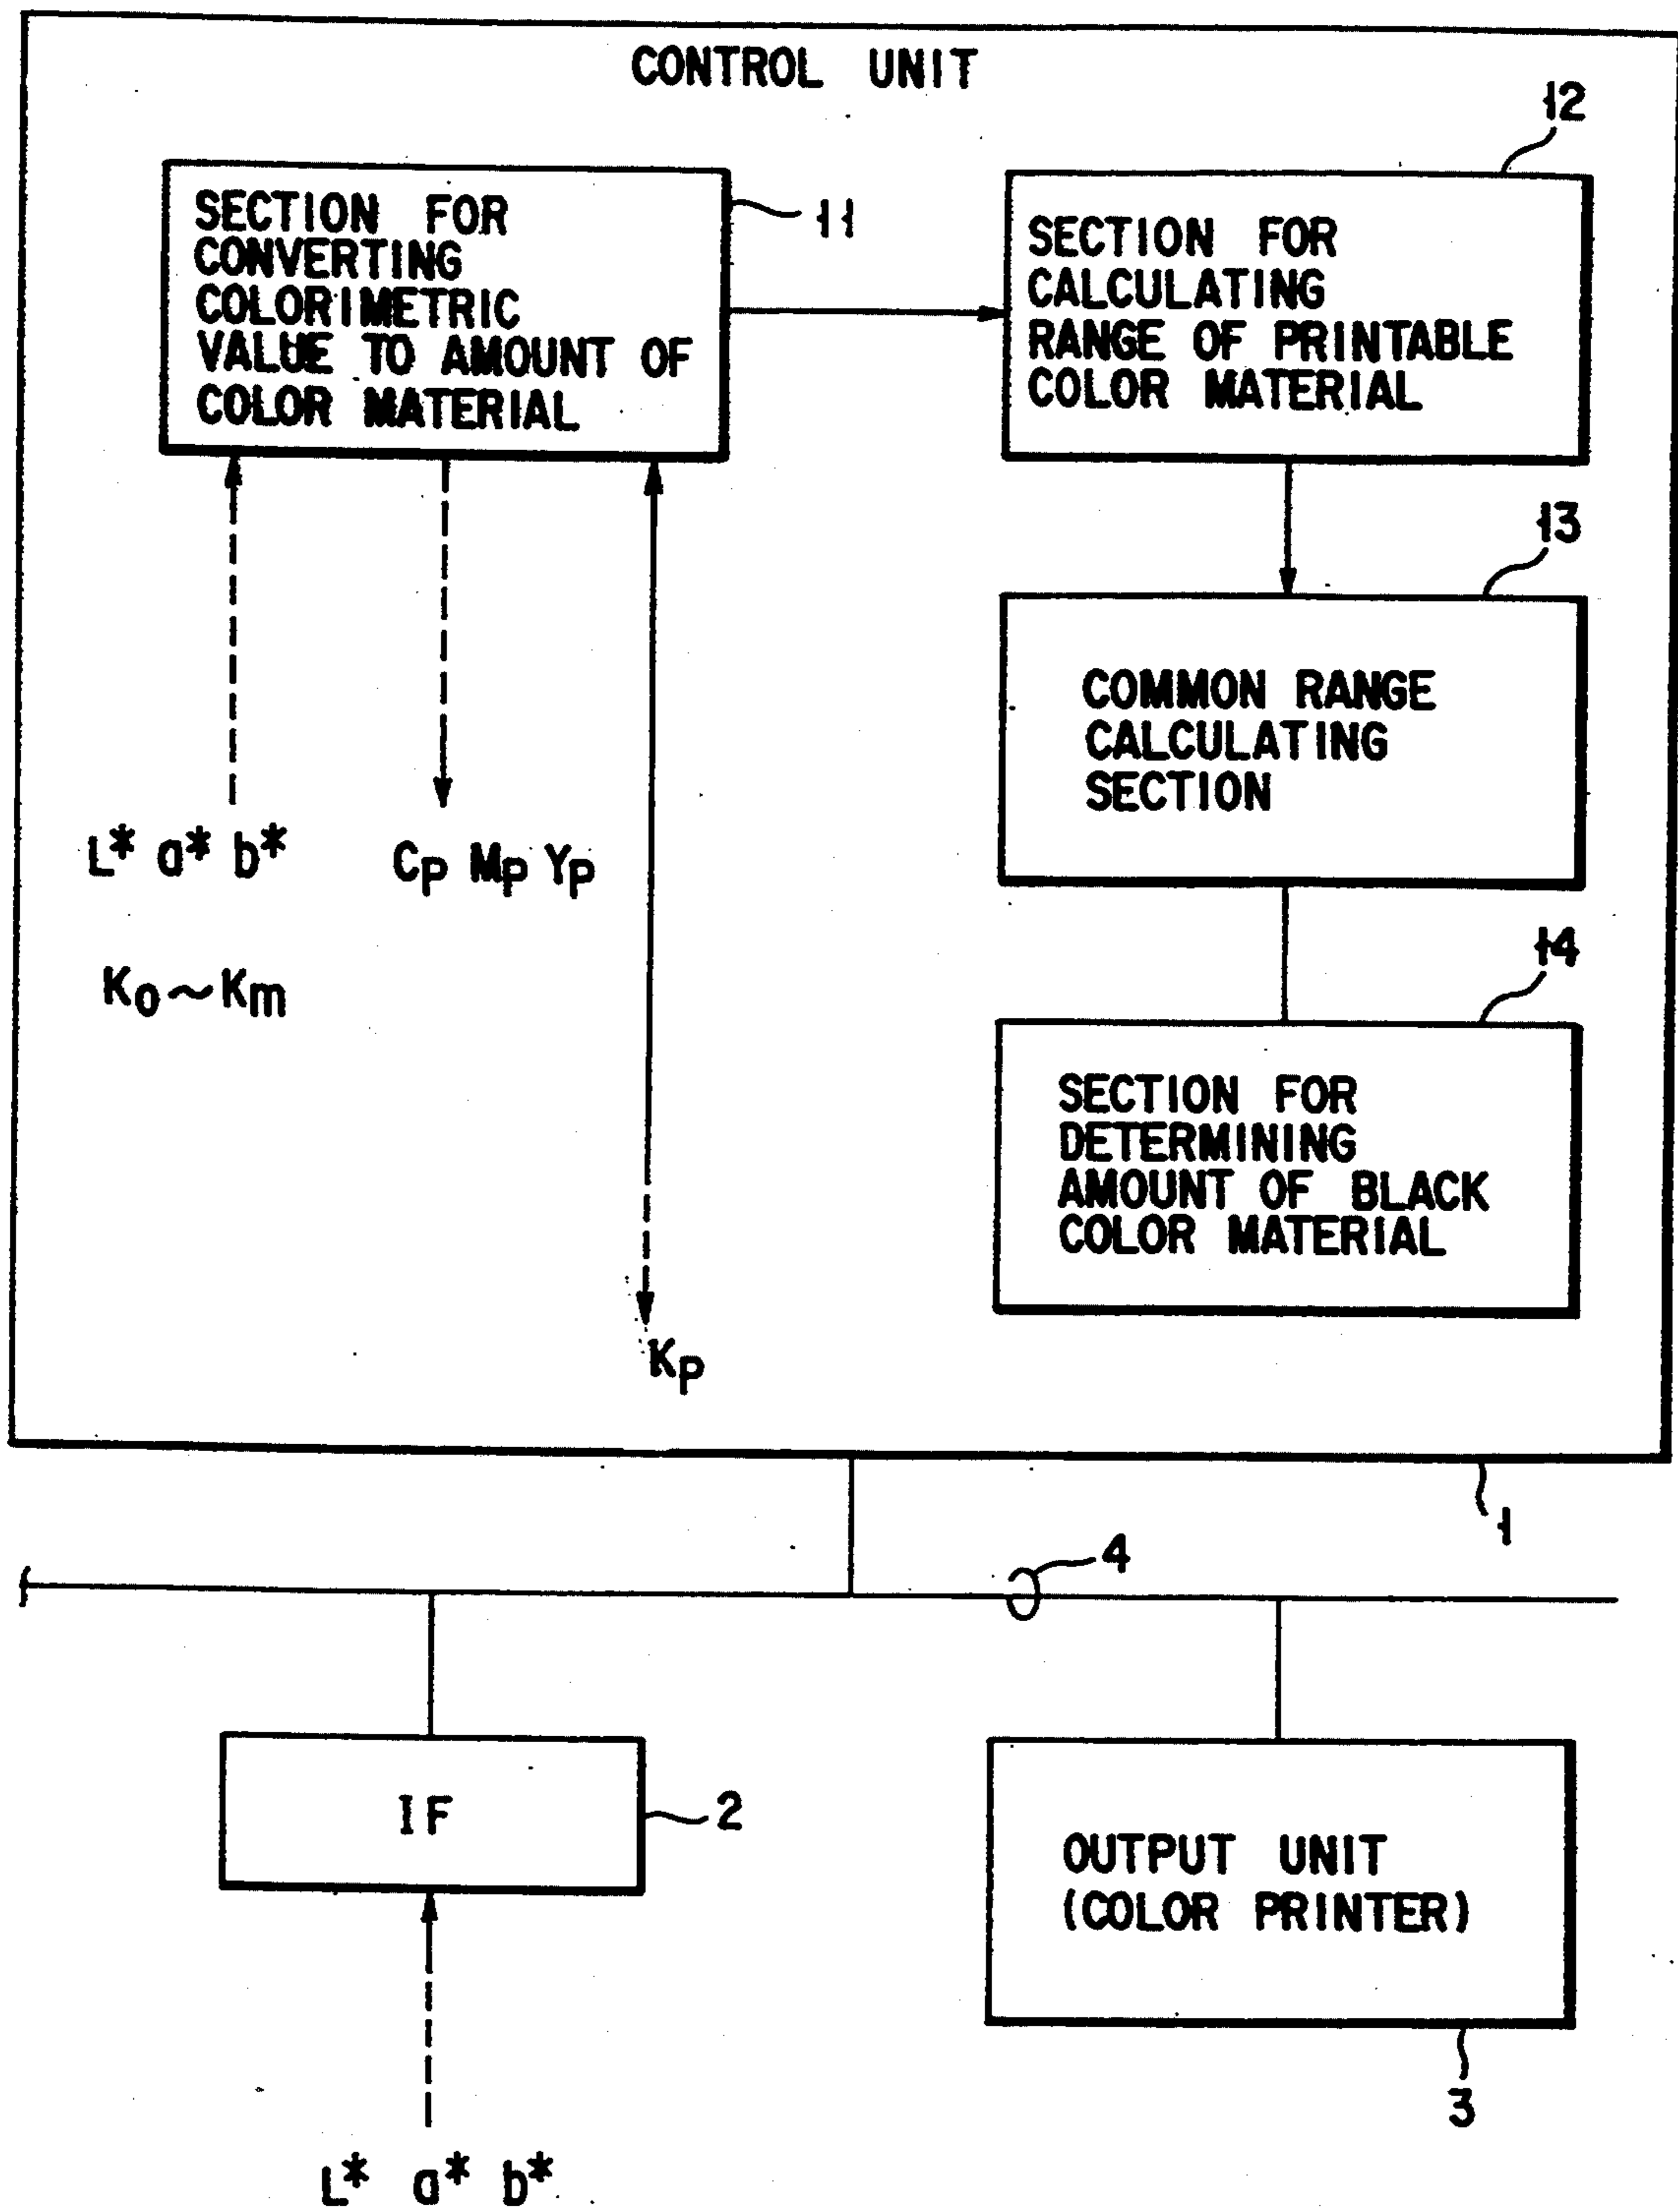 CONTROL UNIT
12
SECTION FOR
CONVERTING
COLORIMETRIC
VALUE TO AMOUNT OF
COLOR MATERIAL
11
SECTION FOR
CALCULATING
RANGE OF PRINTABLE
COLOR MATERIAL
13
COMMON RANGE
CALCULATING
SECTION
L* a* b*
Cp Mp Yp
K0~Km
14
SECTION FOR
DETERMINING
AMOUNT OF BLACK
COLOR MATERIAL
Kp
1
4
IF
2
OUTPUT UNIT
(COLOR PRINTER)
3
L* a* b*